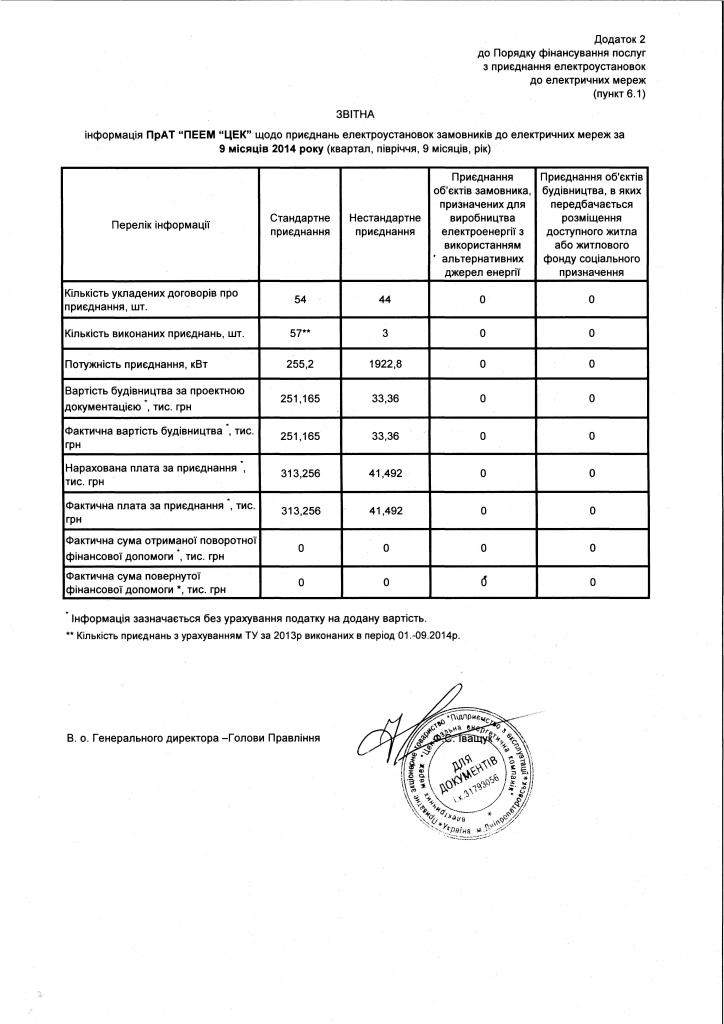 Додаток 2
до Порядку фінансування послуг
з приєднання електроустановок
до електричних мереж
(пункт 6.1)
ЗВІТНА
інформація ПрАТ “ПЕЕМ “ЦЕК” щодо приєднань електроустановок замовників до електричних мереж за
9 місяців 2014 року (квартал, півріччя, 9 місяців, рік)
Перелік інформації
Стандартне
приєднання
Нестандартне
приєднання
Приєднання
об'єктів замовника,
призначених для
виробництва
електроенергії з
використанням
альтернативних
джерел енергії
Приєднання об'єктів
будівництва, в яких
передбачається
розміщення
доступного житла
або житлового
фонду соціального
призначення
Кількість укладених договорів про
приєднання, шт.
54
44
0
0
Кількість виконаних приєднань, шт.
57**
3
0
0
Потужність приєднання, кВт
255,2
1922,8
0
0
Вартість будівництва за проектною
документацією *, тис. грн
251,165
33,36
0
0
Фактична вартість будівництва *, тис.
грн
251,165
33,36
0
0
Нарахована плата за приєднання *,
тис. грн
313,256
41,492
0
0
Фактична плата за приєднання *, тис.
грн
313,256
41,492
0
0
Фактична сума отриманої поворотної
фінансової допомоги *, тис. грн
0
0
0
0
Фактична сума повернутої
фінансової допомоги *, тис. грн
0
0
0
0
* Інформація зазначається без урахування податку на додану вартість.
** Кількість приєднань з урахуванням ТУ за 2013р виконаних в період 01.-09.2014р.
В. о. Генерального директора –Голови Правління
С. Іващук
Приватне акціонерне товариство "Підприємство з експлуатації
електричних мереж "Центральна енергетична компанія"
* Україна м. Дніпропетровськ *
ДЛЯ
ДОКУМЕНТІВ
і.к. 31793056